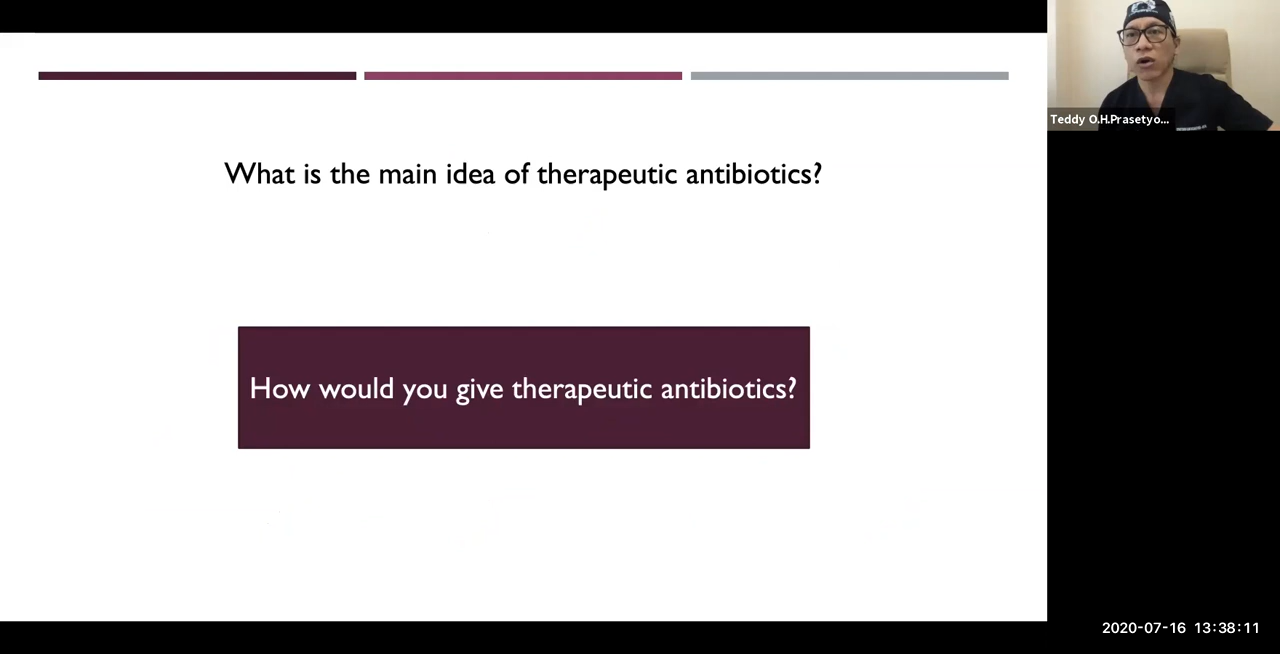 What is the main idea of therapeutic antibiotics?
How would you give therapeutic antibiotics?
Teddy O.H.Prasetyo...
2020-07-16 13:38:11